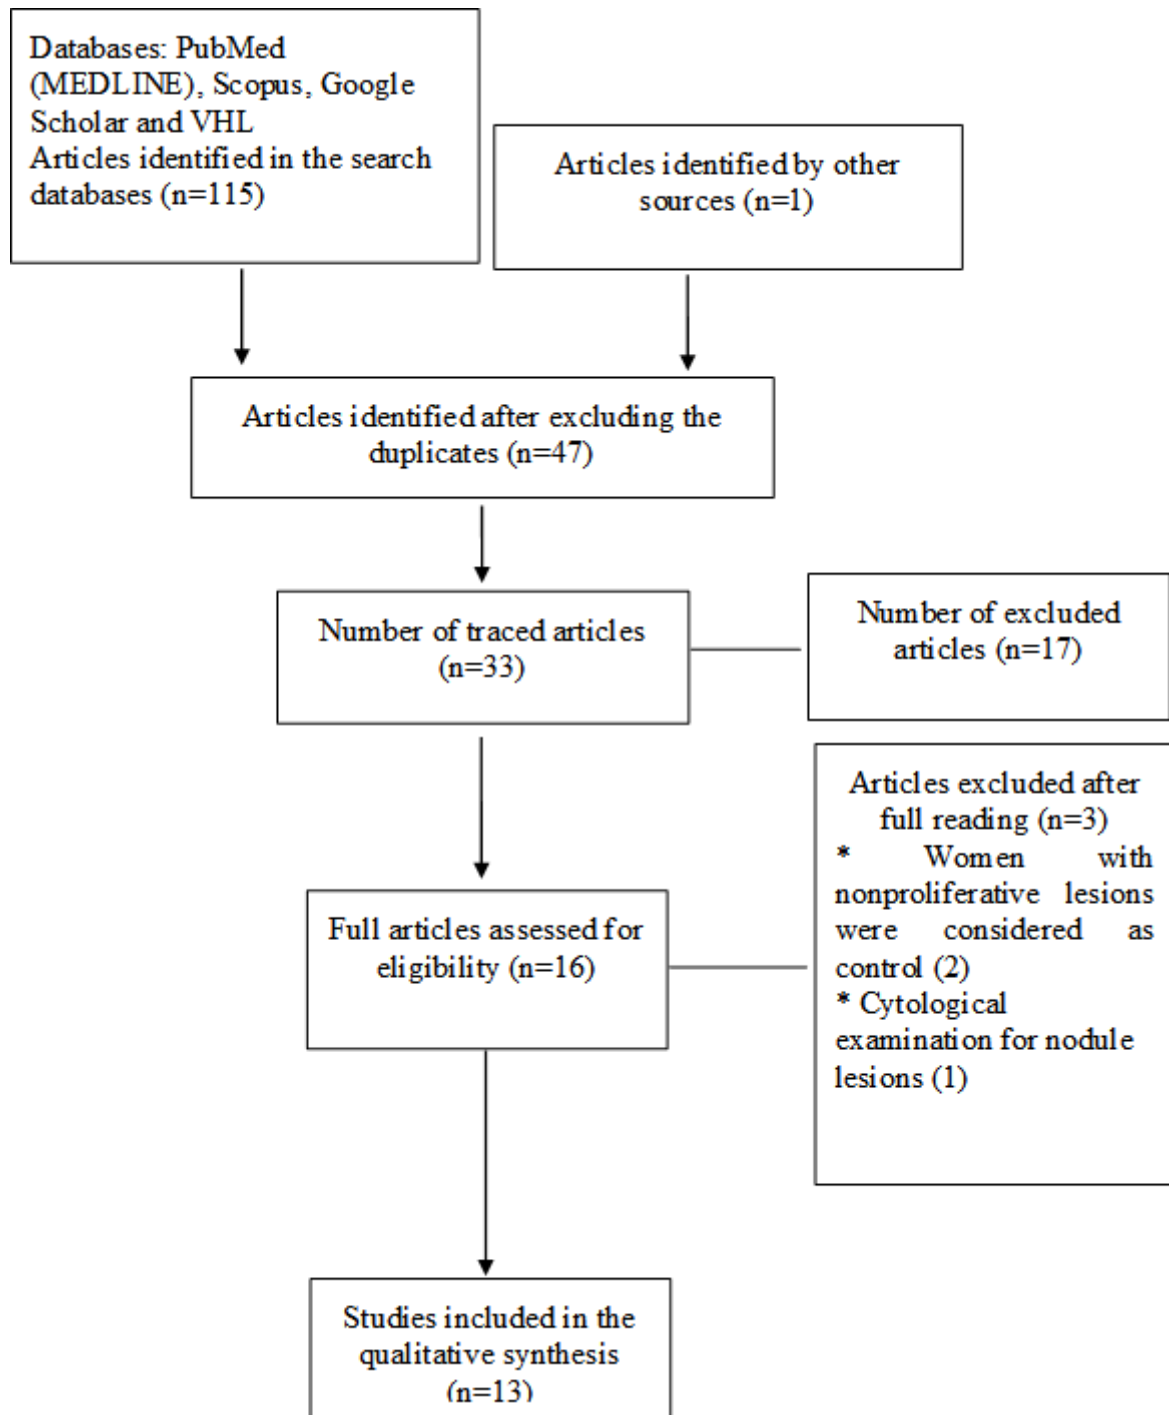 Databases: PubMed
(MEDLINE), Scopus, Google
Scholar and VHL
Articles identified in the search
databases (n=115)
Articles identified by other
sources (n=1)
Articles identified after excluding the
duplicates (n=47)
Number of traced articles
(n=33)
Number of excluded
articles (n=17)
Articles excluded after
full reading (n=3)
* Women with
nonproliferative lesions
were considered as
control (2)
* Cytological
examination for nodule
lesions (1)
Full articles assessed for
eligibility (n=16)
Studies included in the
qualitative synthesis
(n=13)